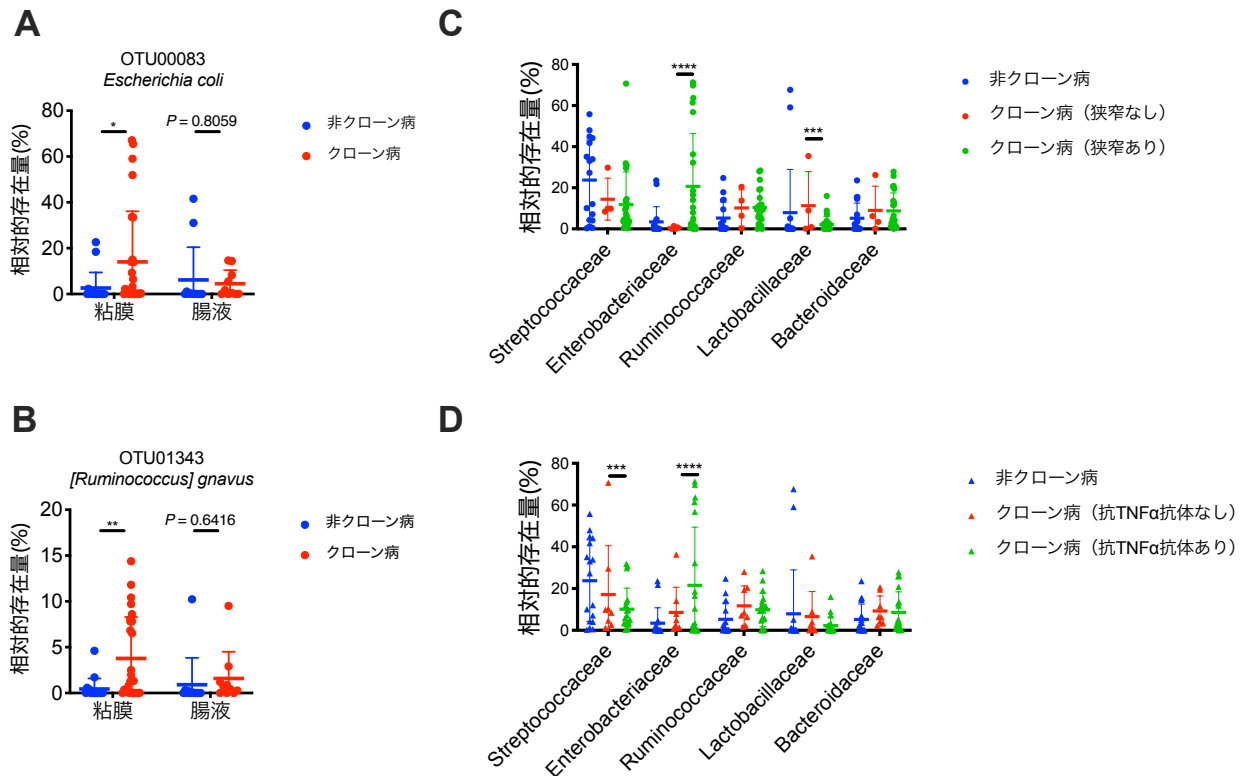 A
OTU00083
Escherichia coli
相対的存在量(%)
80
60
40
20
0
*
P = 0.8059
粘膜
腸液
非クローン病
クローン病
B
OTU01343
[Ruminococcus] gnavus
相対的存在量(%)
20
15
10
5
0
**
P = 0.6416
粘膜
腸液
非クローン病
クローン病
C
相対的存在量(%)
80
60
40
20
0
****
***
Streptococcaceae
Enterobacteriaceae
Ruminococcaceae
Lactobacillaceae
Bacteroidaceae
非クローン病
クローン病（狭窄なし）
クローン病（狭窄あり）
D
相対的存在量(%)
80
60
40
20
0
***
****
Streptococcaceae
Enterobacteriaceae
Ruminococcaceae
Lactobacillaceae
Bacteroidaceae
非クローン病
クローン病（抗TNFα抗体なし）
クローン病（抗TNFα抗体あり）